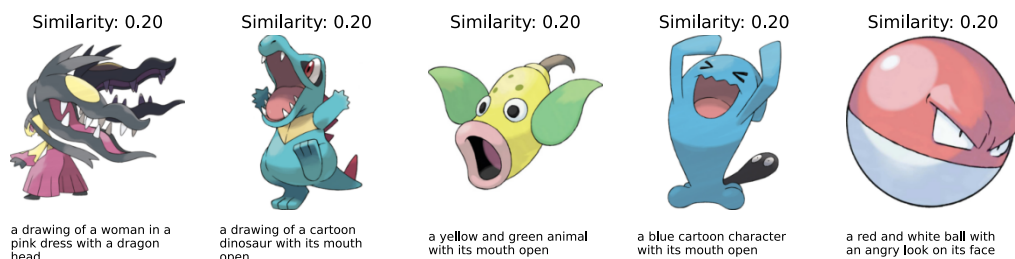 Similarity: 0.20
Similarity: 0.20
Similarity: 0.20
Similarity: 0.20
Similarity: 0.20
a drawing of a woman in a
pink dress with a dragon
head
a drawing of a cartoon
dinosaur with its mouth
open
a yellow and green animal
with its mouth open
a blue cartoon character
with its mouth open
a red and white ball with
an angry look on its face